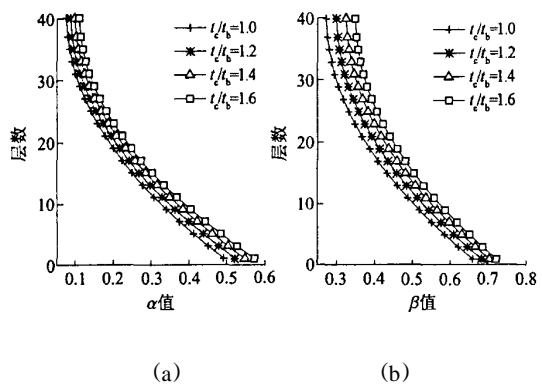 40
30
20
10
0
层数
0.1 0.2 0.3 0.4 0.5 0.6
α值
t_c/t_b=1.0
t_c/t_b=1.2
t_c/t_b=1.4
t_c/t_b=1.6
(a)
40
30
20
10
0
层数
0.3 0.4 0.5 0.6 0.7 0.8
β值
t_c/t_b=1.0
t_c/t_b=1.2
t_c/t_b=1.4
t_c/t_b=1.6
(b)